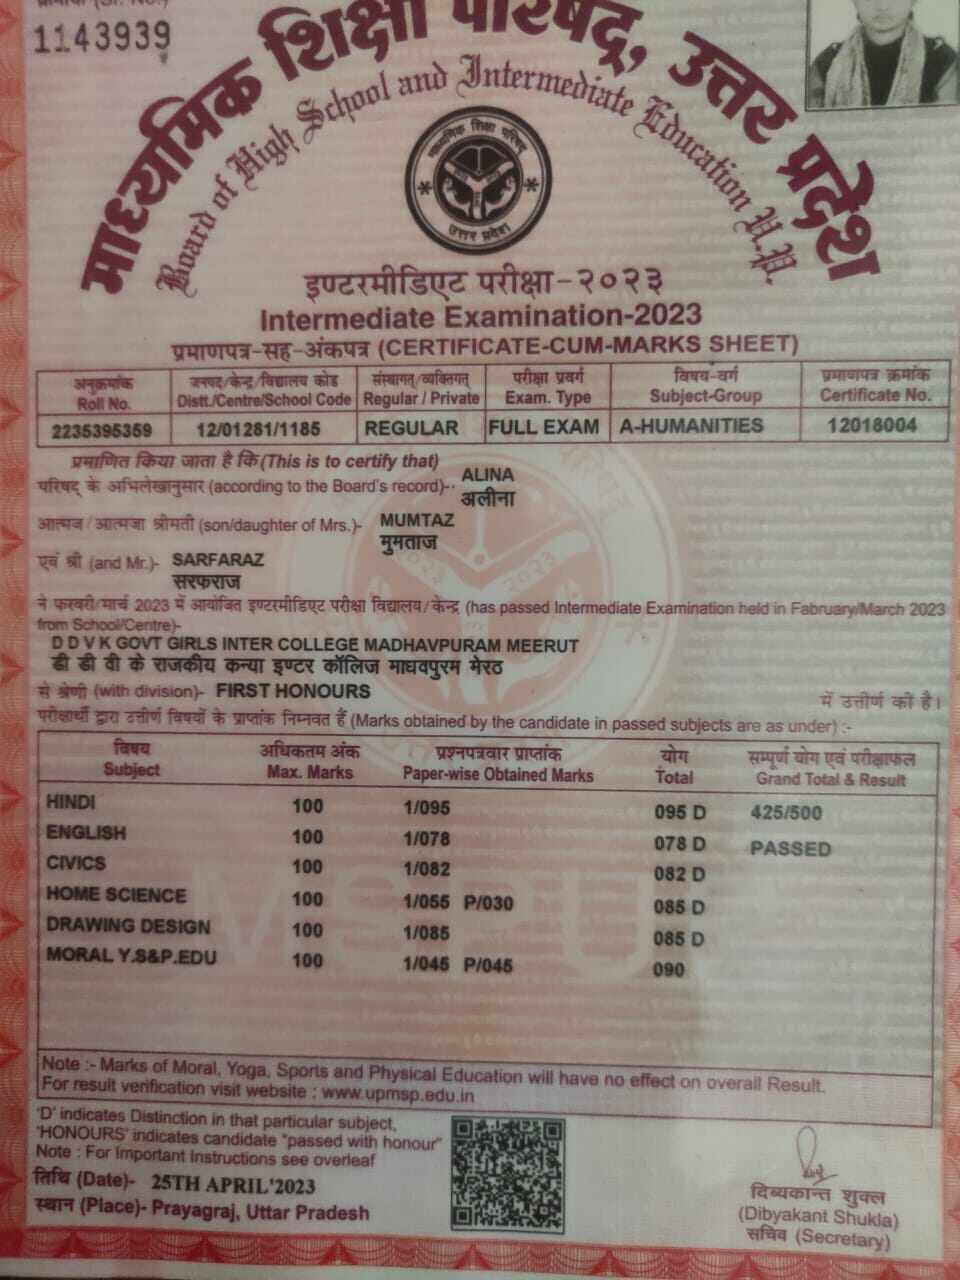 क्रमांक (Sr. No.)
1143939
माध्यमिक शिक्षा परिषद्, उत्तर प्रदेश
Board of High School and Intermediate Education U.P.
माध्यमिक शिक्षा परिषद्
उत्तर प्रदेश
इण्टरमीडिएट परीक्षा-२०२३
Intermediate Examination-2023
प्रमाणपत्र-सह-अंकपत्र (CERTIFICATE-CUM-MARKS SHEET)
अनुक्रमांक जनपद/केन्द्र/विद्यालय कोड संस्थागत/व्यक्तिगत परीक्षा प्रवर्ग विषय-वर्ग प्रमाणपत्र क्रमांक
Roll No. Distt./Centre/School Code Regular / Private Exam. Type Subject-Group Certificate No.
2235395359 12/01281/1185 REGULAR FULL EXAM A-HUMANITIES 12018004
प्रमाणित किया जाता है कि (This is to certify that)
परिषद के अभिलेखानुसार (according to the Board's record)-- ALINA
अलीना
आत्मज/आत्मजा श्रीमती (son/daughter of Mrs.)- MUMTAZ
मुमताज
एवं श्री (and Mr.)- SARFARAZ
सरफराज
ने फरवरी/मार्च 2023 में आयोजित इण्टरमीडिएट परीक्षा विद्यालय/केन्द्र (has passed Intermediate Examination held in Fabruary/March 2023
from School/Centre)-
D D V K GOVT GIRLS INTER COLLEGE MADHAVPURAM MEERUT
डी डी वी के राजकीय कन्या इण्टर कॉलिज माधवपुरम मेरठ
से श्रेणी (with division)- FIRST HONOURS में उत्तीर्ण की है।
परीक्षार्थी द्वारा उत्तीर्ण विषयों के प्राप्तांक निम्नवत हैं (Marks obtained by the candidate in passed subjects are as under) :-
विषय अधिकतम अंक प्रश्नपत्रवार प्राप्तांक योग सम्पूर्ण योग एवं परीक्षाफल
Subject Max. Marks Paper-wise Obtained Marks Total Grand Total & Result
HINDI 100 1/095 095 D 425/500
ENGLISH 100 1/078 078 D PASSED
CIVICS 100 1/082 082 D
HOME SCIENCE 100 1/055 P/030 085 D
DRAWING DESIGN 100 1/085 085 D
MORAL Y.S&P.EDU 100 1/045 P/045 090
Note :- Marks of Moral, Yoga, Sports and Physical Education will have no effect on overall Result.
For result verification visit website : www.upmsp.edu.in
'D' indicates Distinction in that particular subject,
'HONOURS' indicates candidate "passed with honour"
Note : For Important Instructions see overleaf
तिथि (Date)- 25TH APRIL'2023
स्थान (Place)- Prayagraj, Uttar Pradesh
दिब्यकान्त शुक्ल
(Dibyakant Shukla)
सचिव (Secretary)